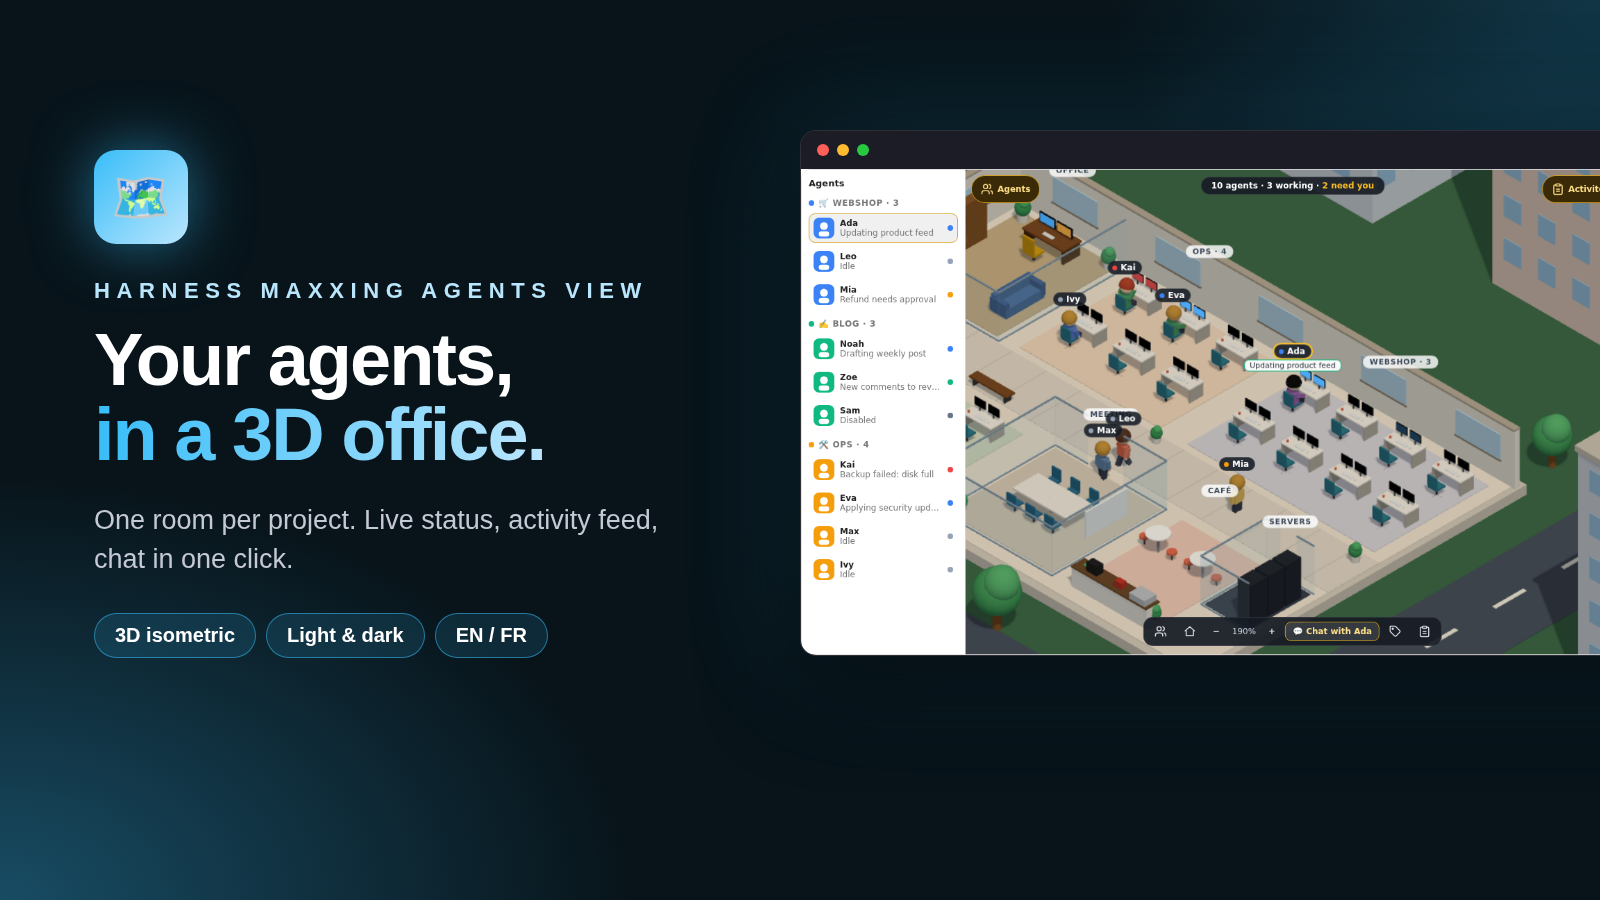 HARNESS MAXXING AGENTS VIEW
Your agents,
in a 3D office.
One room per project. Live status, activity feed,
chat in one click.
3D isometric
Light & dark
EN / FR
Agents
WEBSHOP · 3
Ada
Updating product feed
Leo
Idle
Mia
Refund needs approval
BLOG · 3
Noah
Drafting weekly post
Zoe
New comments to rev...
Sam
Disabled
OPS · 4
Kai
Backup failed: disk full
Eva
Applying security upd...
Max
Idle
Ivy
Idle
Agents
OFFICE
10 agents · 3 working · 2 need you
OPS · 4
Kai
Ivy
Eva
Ada
Updating product feed
WEBSHOP · 3
Leo
Max
Mia
CAFÉ
SERVERS
− 190% +
Chat with Ada